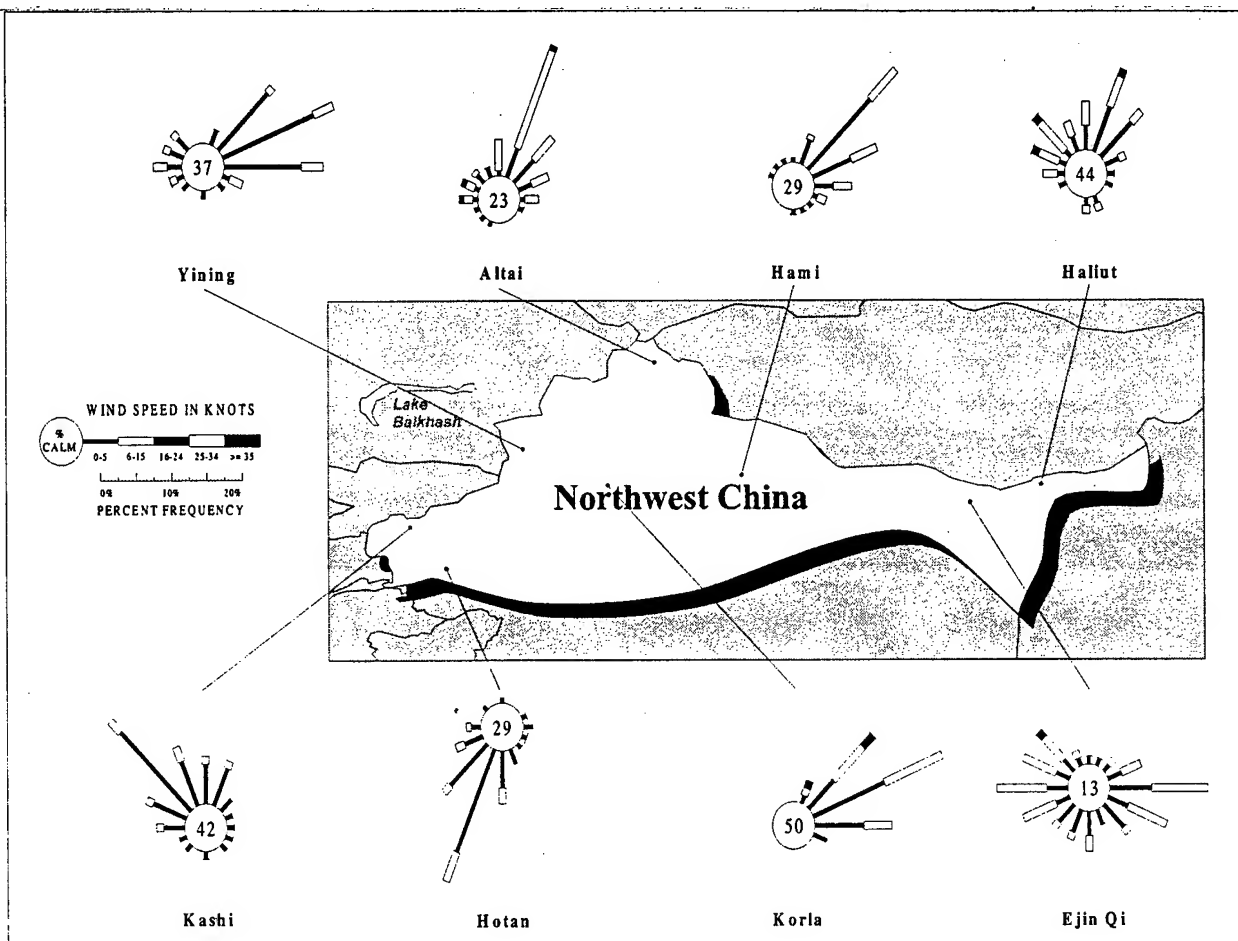 37
23
29
44
Yining
Altai
Hami
Haliut
Lake
Balkhash
WIND SPEED IN KNOTS
%
CALM
0-5 6-15 16-24 25-34 >= 35
0% 10% 20%
PERCENT FREQUENCY
Northwest China
42
29
50
13
Kashi
Hotan
Korla
Ejin Qi